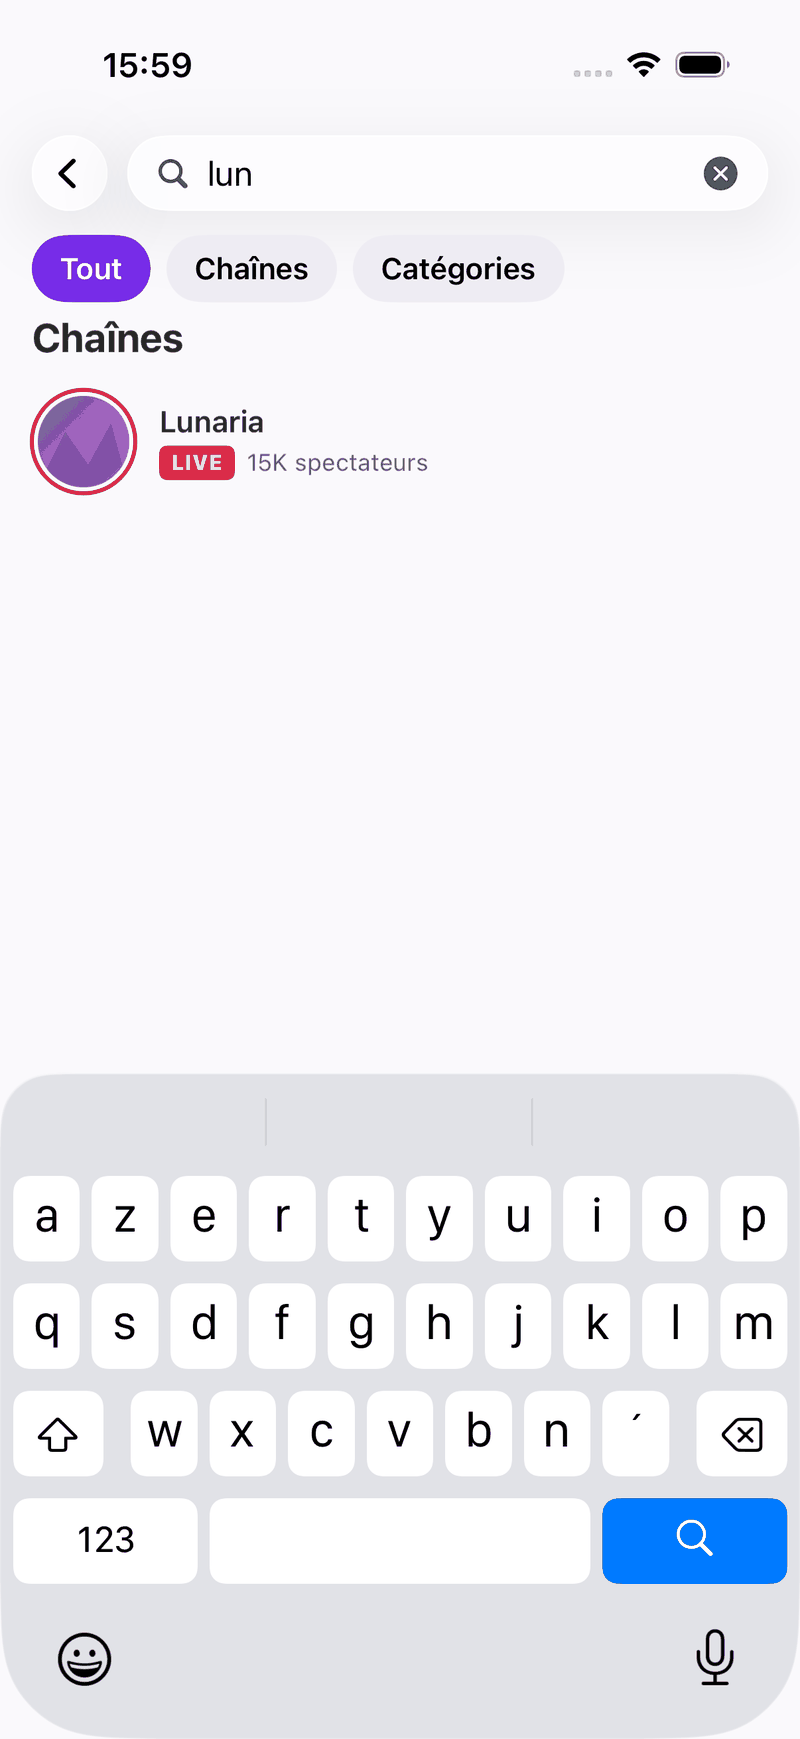 15:59
lun
Tout Chaînes Catégories
Chaînes
Lunaria
LIVE 15K spectateurs
a z e r t y u i o p
q s d f g h j k l m
w x c v b n ´
123